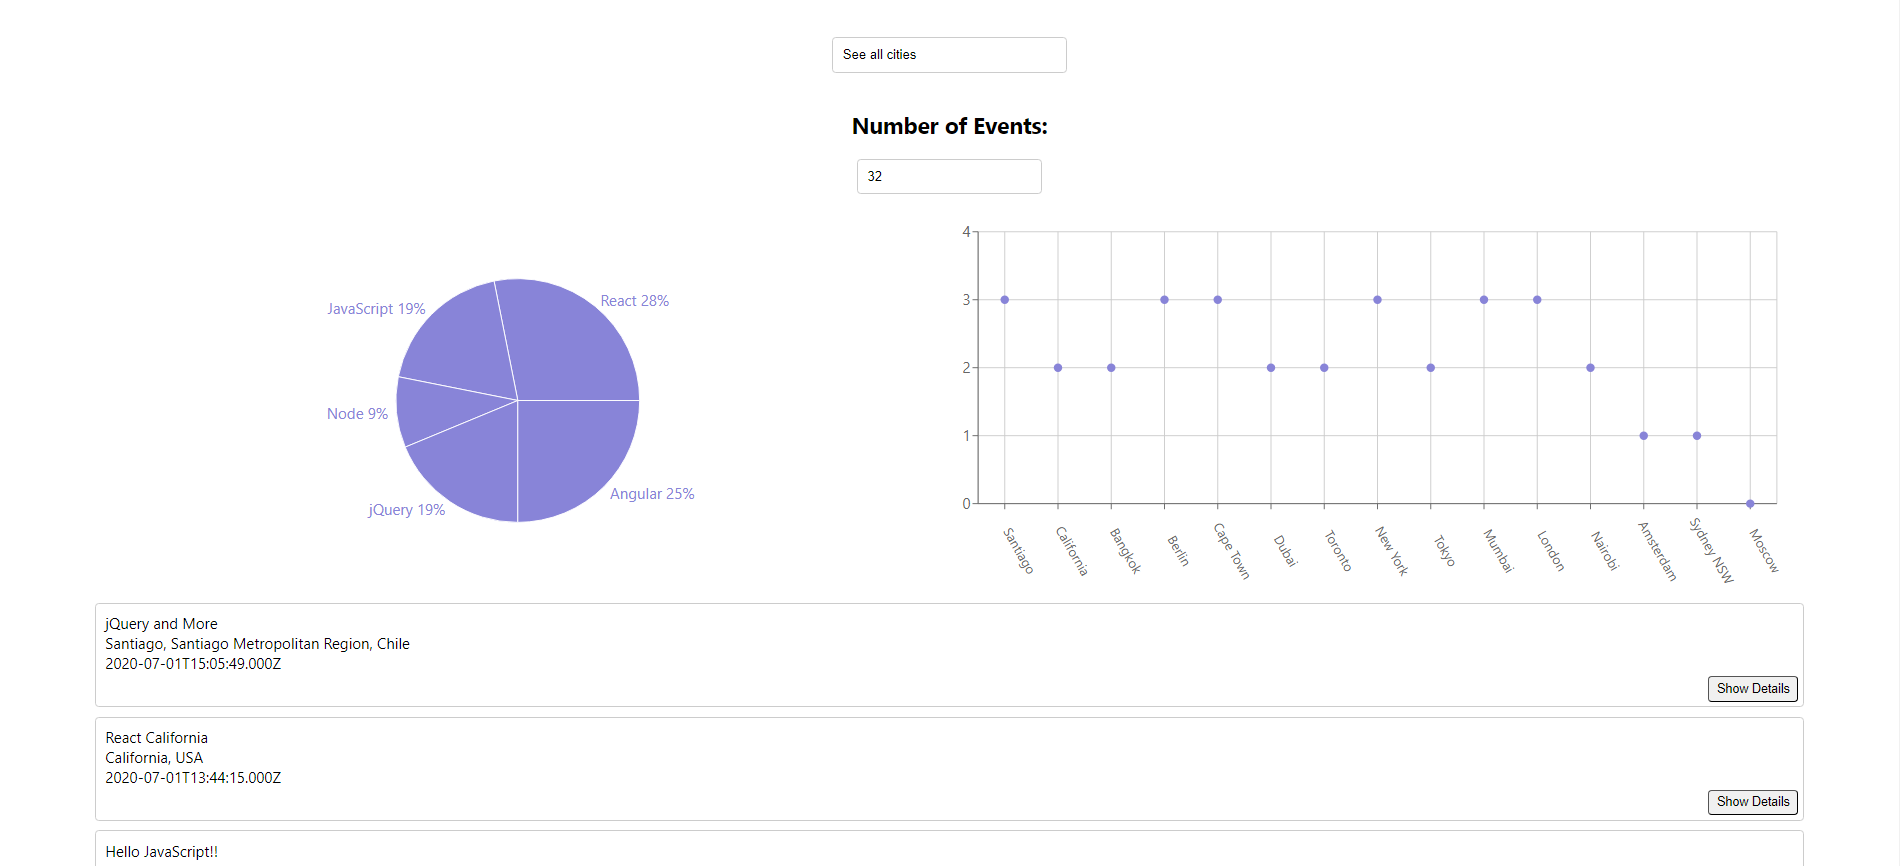 See all cities
Number of Events:
32
JavaScript 19%
React 28%
Node 9%
jQuery 19%
Angular 25%
4
3
2
1
0
Santiago
California
Bangkok
Berlin
Cape Town
Dubai
Toronto
New York
Tokyo
Mumbai
London
Nairobi
Amsterdam
Sydney NSW
Moscow
jQuery and More
Santiago, Santiago Metropolitan Region, Chile
2020-07-01T15:05:49.000Z
Show Details
React California
California, USA
2020-07-01T13:44:15.000Z
Show Details
Hello JavaScript!!